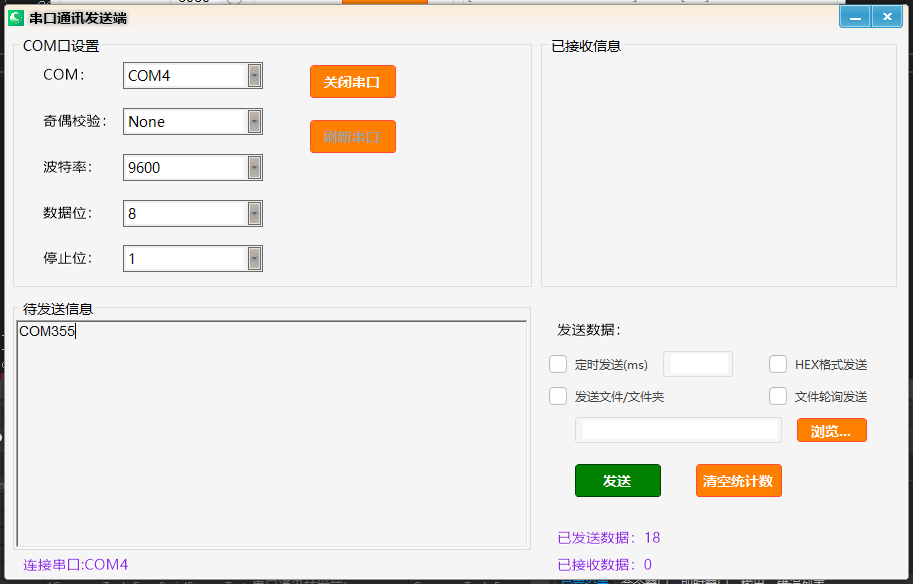 串口通讯发送端
COM口设置
COM：
COM4
关闭串口
奇偶校验：
None
刷新串口
波特率：
9600
数据位：
8
停止位：
1
已接收信息
待发送信息
COM355
发送数据：
定时发送(ms)
HEX格式发送
发送文件/文件夹
文件轮询发送
浏览...
发送
清空统计数
已发送数据：18
连接串口:COM4
已接收数据：0